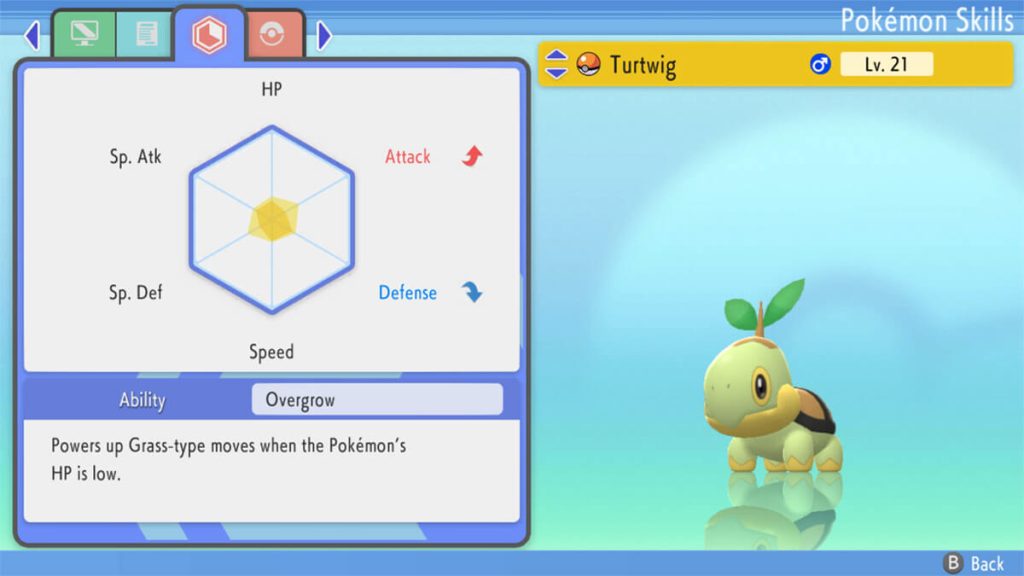 Pokémon Skills
Turtwig ♂ Lv. 21
HP
Sp. Atk
Attack
Sp. Def
Defense
Speed
Ability Overgrow
Powers up Grass-type moves when the Pokémon's
HP is low.
B Back